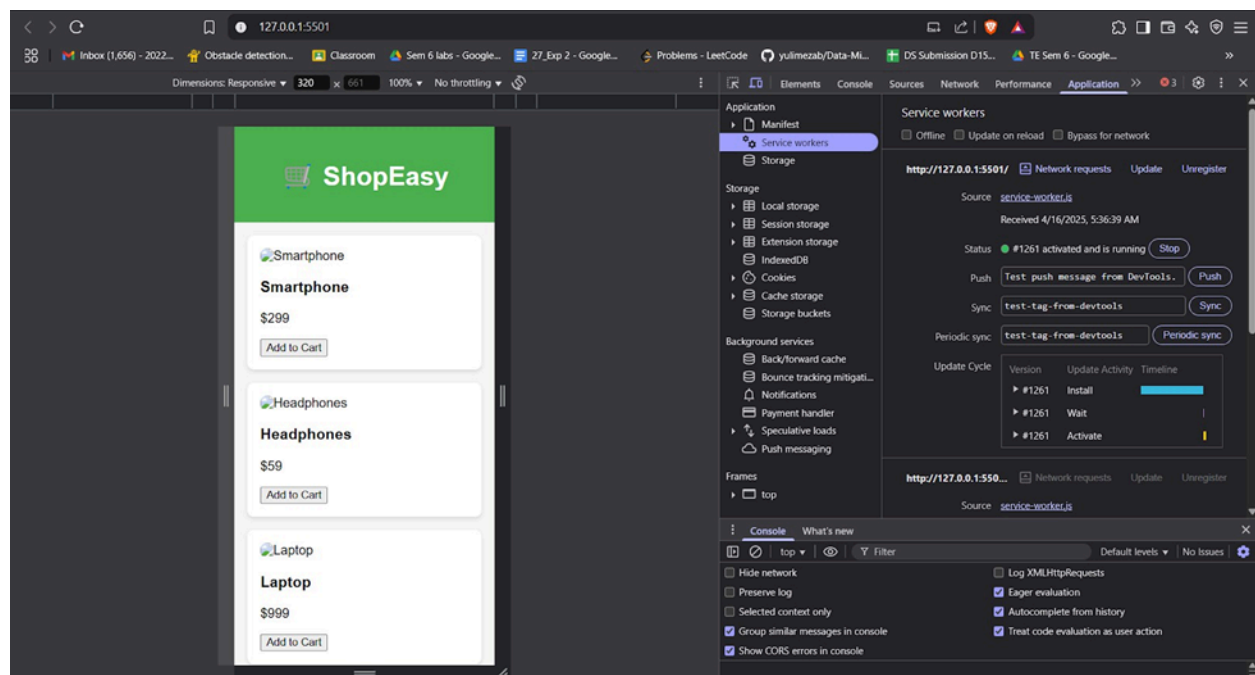 127.0.0.1:5501
Inbox (1,656) - 2022... Obstacle detection... Classroom Sem 6 labs - Google... 27_Exp 2 - Google... Problems - LeetCode yulimezab/Data-Mi... DS Submission D15... TE Sem 6 - Google... »
Dimensions: Responsive 320 × 661 100% No throttling
Elements Console Sources Network Performance Application » 3
ShopEasy
Smartphone
Smartphone
$299
Add to Cart
Headphones
Headphones
$59
Add to Cart
Laptop
Laptop
$999
Add to Cart
Application
Manifest
Service workers
Storage
Storage
Local storage
Session storage
Extension storage
IndexedDB
Cookies
Cache storage
Storage buckets
Background services
Back/forward cache
Bounce tracking mitigati...
Notifications
Payment handler
Speculative loads
Push messaging
Frames
top
Service workers
Offline Update on reload Bypass for network
http://127.0.0.1:5501/ Network requests Update Unregister
Source service-worker.js
Received 4/16/2025, 5:36:39 AM
Status #1261 activated and is running Stop
Push Test push message from DevTools. Push
Sync test-tag-from-devtools Sync
Periodic sync test-tag-from-devtools Periodic sync
Update Cycle Version Update Activity Timeline
#1261 Install
#1261 Wait
#1261 Activate
http://127.0.0.1:550... Network requests Update Unregister
Source service-worker.js
Console What's new
top Filter Default levels No Issues
Hide network Log XMLHttpRequests
Preserve log Eager evaluation
Selected context only Autocomplete from history
Group similar messages in console Treat code evaluation as user action
Show CORS errors in console